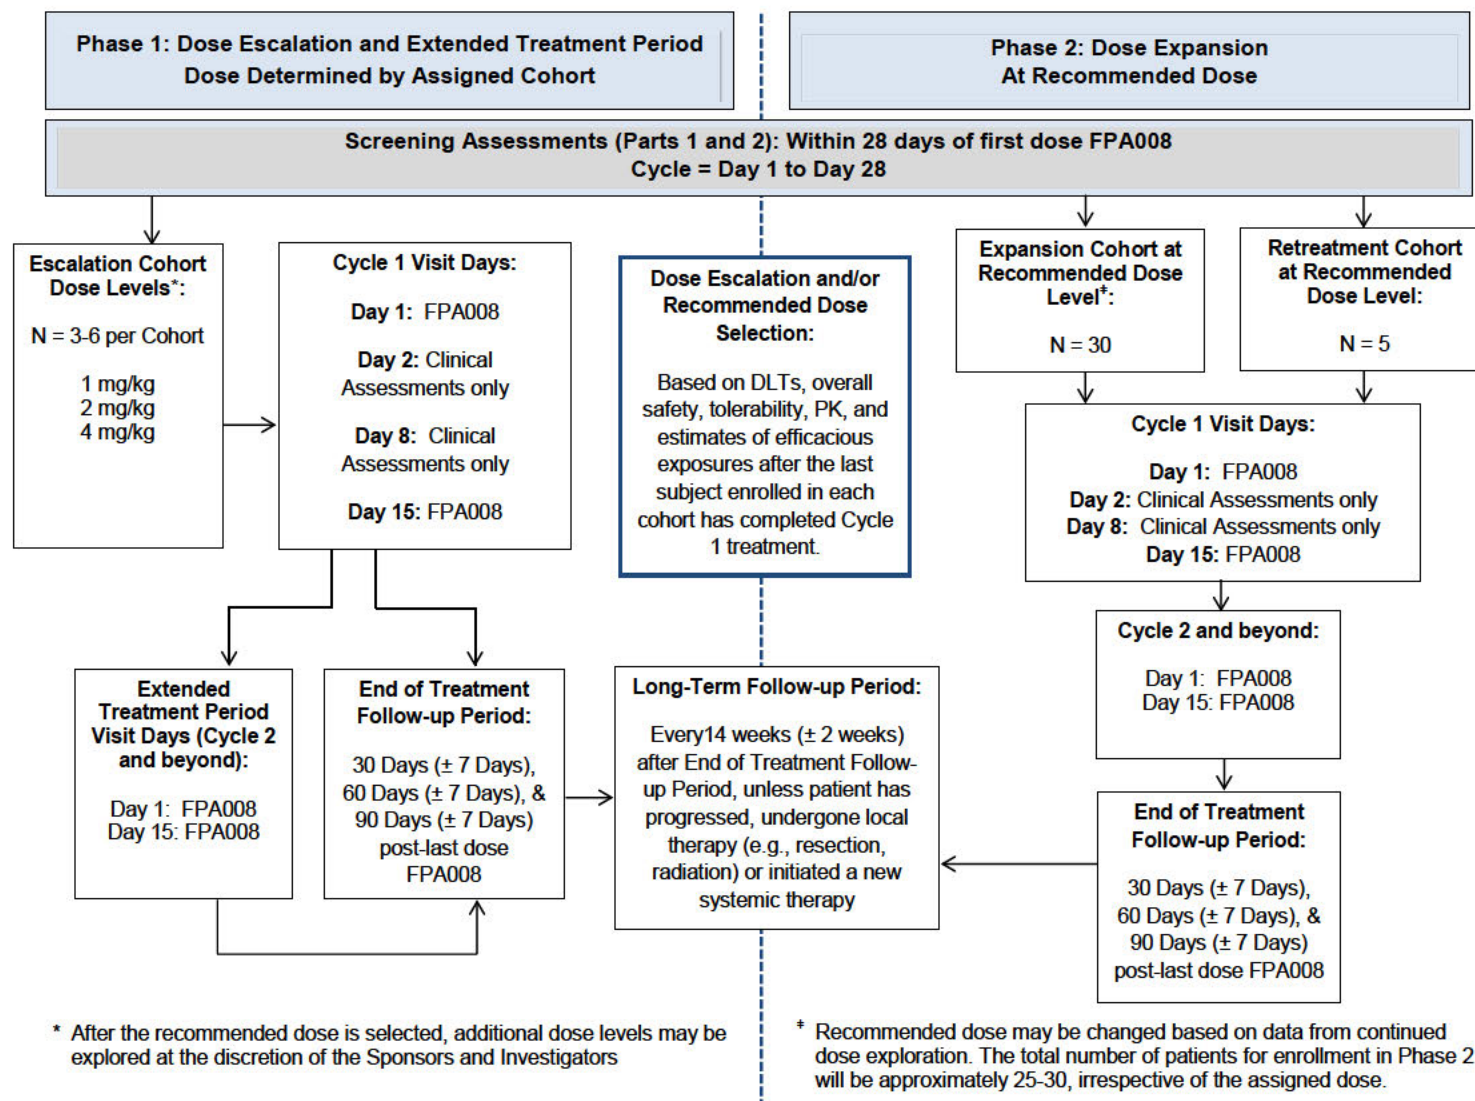 Phase 1: Dose Escalation and Extended Treatment Period
Dose Determined by Assigned Cohort
Phase 2: Dose Expansion
At Recommended Dose
Screening Assessments (Parts 1 and 2): Within 28 days of first dose FPA008
Cycle = Day 1 to Day 28
Escalation Cohort
Dose Levels*:
N = 3-6 per Cohort
1 mg/kg
2 mg/kg
4 mg/kg
Cycle 1 Visit Days:
Day 1: FPA008
Day 2: Clinical
Assessments only
Day 8: Clinical
Assessments only
Day 15: FPA008
Dose Escalation and/or
Recommended Dose
Selection:
Based on DLTs, overall
safety, tolerability, PK, and
estimates of efficacious
exposures after the last
subject enrolled in each
cohort has completed Cycle
1 treatment.
Expansion Cohort at
Recommended Dose
Level‡:
N = 30
Retreatment Cohort
at Recommended
Dose Level:
N = 5
Cycle 1 Visit Days:
Day 1: FPA008
Day 2: Clinical Assessments only
Day 8: Clinical Assessments only
Day 15: FPA008
Cycle 2 and beyond:
Day 1: FPA008
Day 15: FPA008
Extended
Treatment Period
Visit Days (Cycle 2
and beyond):
Day 1: FPA008
Day 15: FPA008
End of Treatment
Follow-up Period:
30 Days (± 7 Days),
60 Days (± 7 Days), &
90 Days (± 7 Days)
post-last dose
FPA008
Long-Term Follow-up Period:
Every14 weeks (± 2 weeks)
after End of Treatment Follow-
up Period, unless patient has
progressed, undergone local
therapy (e.g., resection,
radiation) or initiated a new
systemic therapy
End of Treatment
Follow-up Period:
30 Days (± 7 Days),
60 Days (± 7 Days), &
90 Days (± 7 Days)
post-last dose FPA008
* After the recommended dose is selected, additional dose levels may be
explored at the discretion of the Sponsors and Investigators
‡ Recommended dose may be changed based on data from continued
dose exploration. The total number of patients for enrollment in Phase 2
will be approximately 25-30, irrespective of the assigned dose.